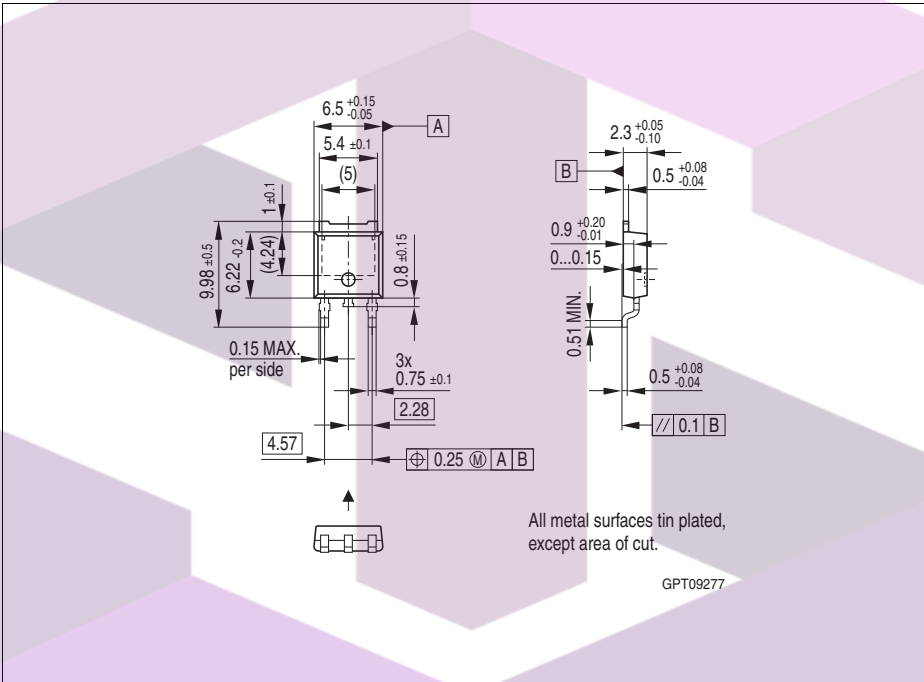 6.5 +0.15 -0.05
A
5.4 ±0.1
(5)
1 ±0.1
9.98 ±0.5
6.22 -0.2
(4.24)
0.8 ±0.15
0.15 MAX.
per side
3x
0.75 ±0.1
2.28
4.57
⌖ 0.25 Ⓜ A B
2.3 +0.05 -0.10
B
0.5 +0.08 -0.04
0.9 +0.20 -0.01
0...0.15
0.51 MIN.
0.5 +0.08 -0.04
// 0.1 B
All metal surfaces tin plated,
except area of cut.
GPT09277